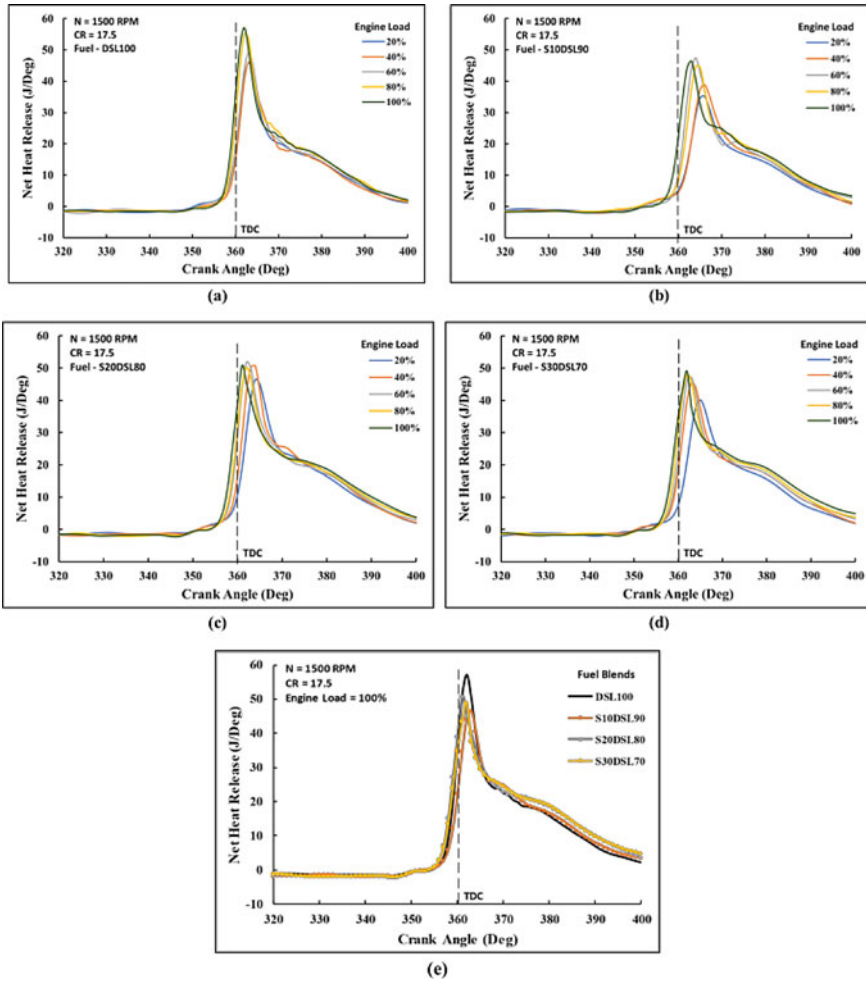 N = 1500 RPM
CR = 17.5
Fuel - DSL100
Engine Load
20%
40%
60%
80%
100%
Net Heat Release (J/Deg)
60
50
40
30
20
10
0
-10
TDC
320 330 340 350 360 370 380 390 400
Crank Angle (Deg)
(a)
N = 1500 RPM
CR = 17.5
Fuel - S10DSL90
Engine Load
20%
40%
60%
80%
100%
Net Heat Release (J/Deg)
60
50
40
30
20
10
0
-10
TDC
320 330 340 350 360 370 380 390 400
Crank Angle (Deg)
(b)
N = 1500 RPM
CR = 17.5
Fuel - S20DSL80
Engine Load
20%
40%
60%
80%
100%
Net Heat Release (J/Deg)
60
50
40
30
20
10
0
-10
TDC
320 330 340 350 360 370 380 390 400
Crank Angle (Deg)
(c)
N = 1500 RPM
CR = 17.5
Fuel - S30DSL70
Engine Load
20%
40%
60%
80%
100%
Net Heat Release (J/Deg)
60
50
40
30
20
10
0
-10
TDC
320 330 340 350 360 370 380 390 400
Crank Angle (Deg)
(d)
N = 1500 RPM
CR = 17.5
Engine Load = 100%
Fuel Blends
DSL100
S10DSL90
S20DSL80
S30DSL70
Net Heat Release (J/Deg)
60
50
40
30
20
10
0
-10
TDC
320 330 340 350 360 370 380 390 400
Crank Angle (Deg)
(e)